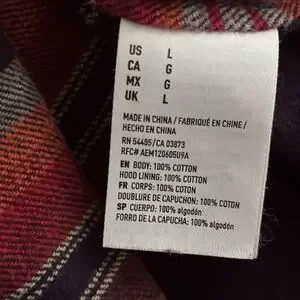 US L
CA G
MX G
UK L
MADE IN CHINA / FABRIQUÉ EN CHINE /
HECHO EN CHINA
RN 54485/CA 03873
RFC# AEM120605U9A
EN BODY: 100% COTTON
HOOD LINING: 100% COTTON
FR CORPS: 100% COTON
DOUBLURE DE CAPUCHON: 100% COTON
SP CUERPO: 100% algodón
FORRO DE LA CAPUCHA: 100% algodón